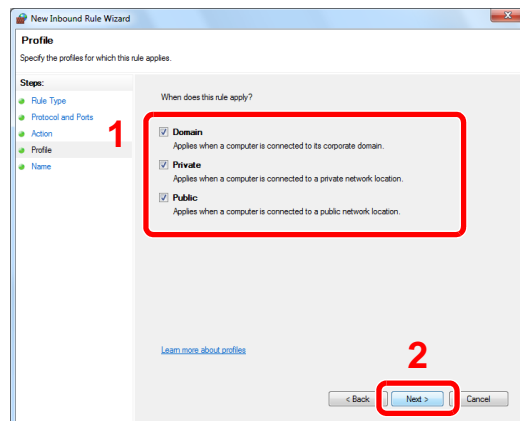 New Inbound Rule Wizard
Profile
Specify the profiles for which this rule applies.
Steps:
Rule Type
Protocol and Ports
Action
Profile
Name
1
When does this rule apply?
Domain
Applies when a computer is connected to its corporate domain.
Private
Applies when a computer is connected to a private network location.
Public
Applies when a computer is connected to a public network location.
Learn more about profiles
2
< Back
Next >
Cancel